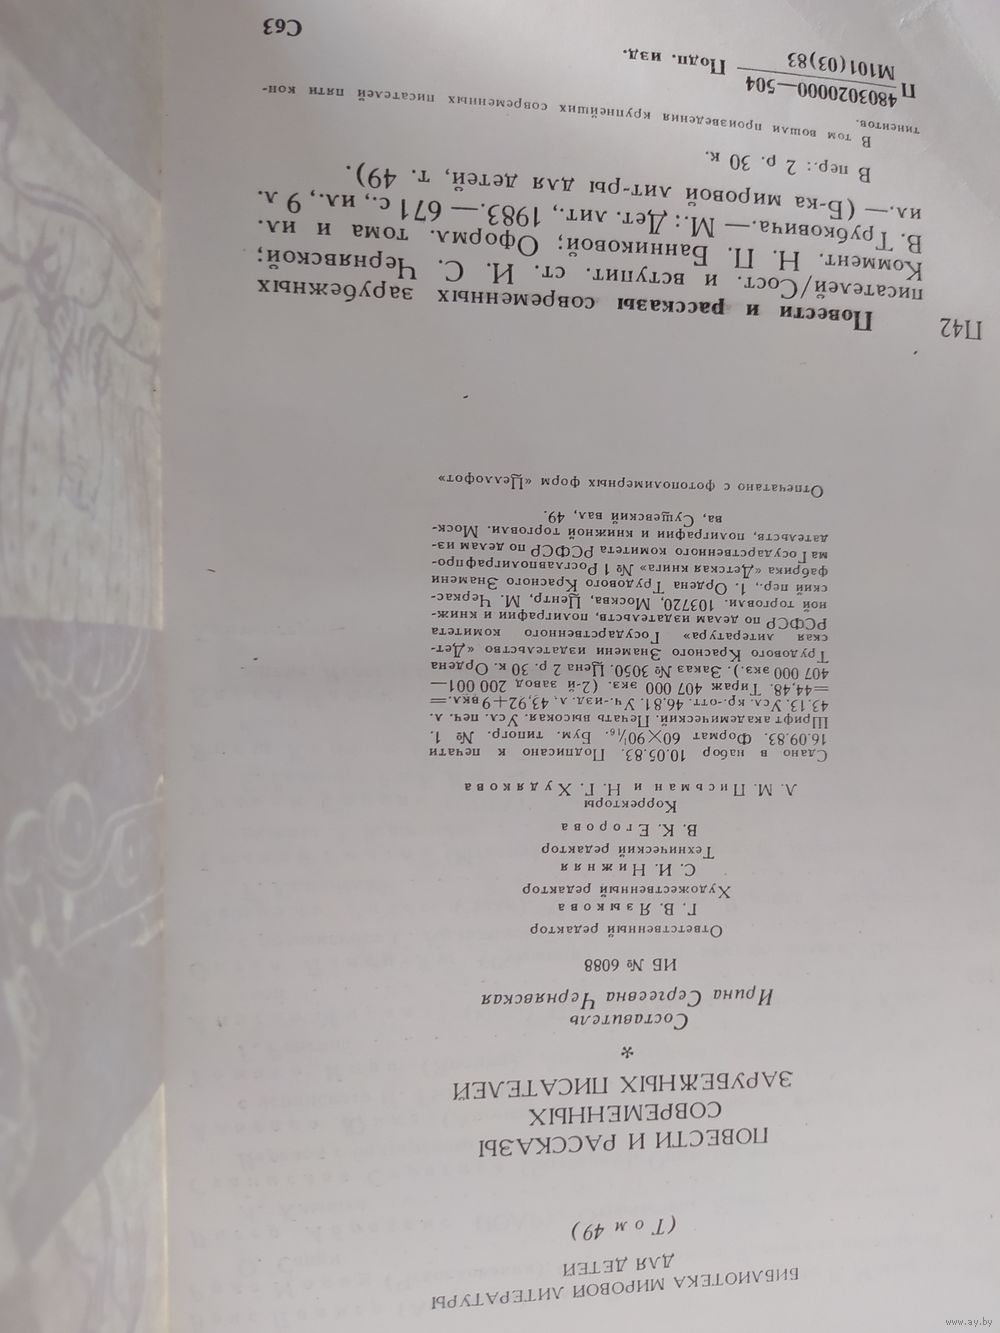 БИБЛИОТЕКА МИРОВОЙ ЛИТЕРАТУРЫ
ДЛЯ ДЕТЕЙ
(Том 49)
ПОВЕСТИ И РАССКАЗЫ
СОВРЕМЕННЫХ
ЗАРУБЕЖНЫХ ПИСАТЕЛЕЙ
*
Составитель
Ирина Сергеевна Чернявская
ИБ № 6088
Ответственный редактор
Г. В. Языкова
Художественный редактор
С. И. Нижняя
Технический редактор
В. К. Егорова
Корректоры
Л. М. Письман и Н. Г. Худякова
Сдано в набор 10.05.83. Подписано к печати
16.09.83. Формат 60×90¹/₁₆. Бум. типогр. № 1.
Шрифт академический. Печать высокая. Усл. печ. л.
43,13. Усл. кр.-отт. 46,81. Уч.-изд. л. 43,92+9 вкл.=
=44,48. Тираж 407 000 экз. (2-й завод 200 001—
407 000 экз.). Заказ № 3050. Цена 2 р. 30 к. Ордена
Трудового Красного Знамени издательство «Дет-
ская литература» Государственного комитета
РСФСР по делам издательств, полиграфии и книж-
ной торговли. 103720, Москва, Центр, М. Черкас-
ский пер., 1. Ордена Трудового Красного Знамени
фабрика «Детская книга» № 1 Росглавполиграфпро-
ма Государственного комитета РСФСР по делам из-
дательств, полиграфии и книжной торговли. Моск-
ва, Сущевский вал, 49.
Отпечатано с фотополимерных форм «Целлофот»
П42
Повести и рассказы современных зарубежных
писателей/Сост. и вступит. ст. И. С. Чернявской;
Коммент. Н. П. Банниковой; Оформ. тома и ил.
В. Трубковича.— М.: Дет. лит., 1983.— 671 с., ил., 9 л
ил.— (Б-ка мировой лит-ры для детей, т. 49).
В пер.: 2 р. 30 к.
В том вошли произведения крупнейших современных писателей пяти кон-
тинентов.
П 4803020000—504 Подп. изд.
М101(03)83
С63
www.ay.by